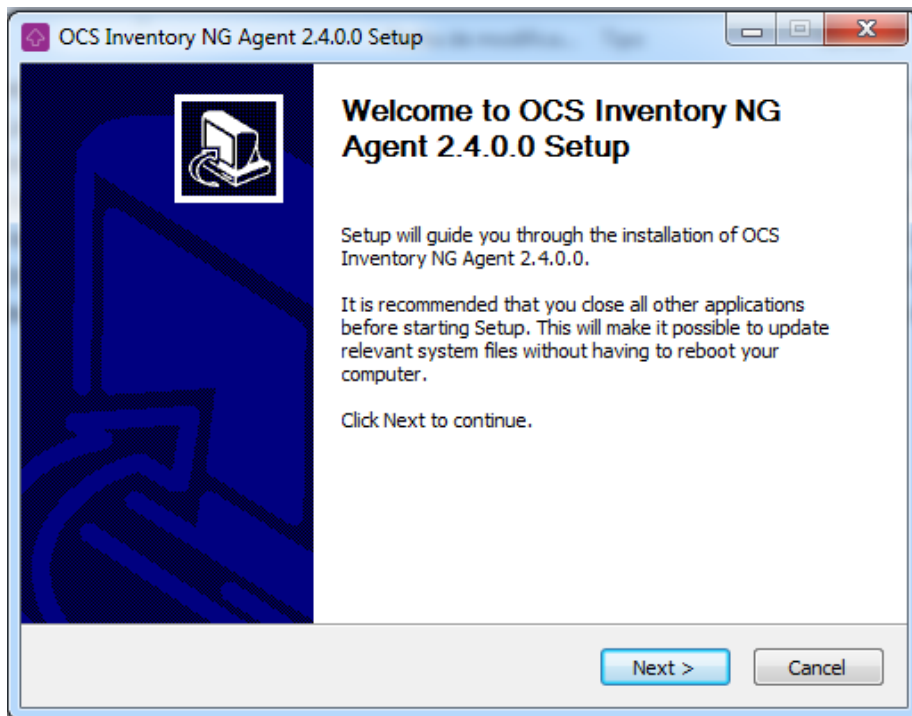 OCS Inventory NG Agent 2.4.0.0 Setup
Welcome to OCS Inventory NG
Agent 2.4.0.0 Setup
Setup will guide you through the installation of OCS
Inventory NG Agent 2.4.0.0.
It is recommended that you close all other applications
before starting Setup. This will make it possible to update
relevant system files without having to reboot your
computer.
Click Next to continue.
Next >
Cancel